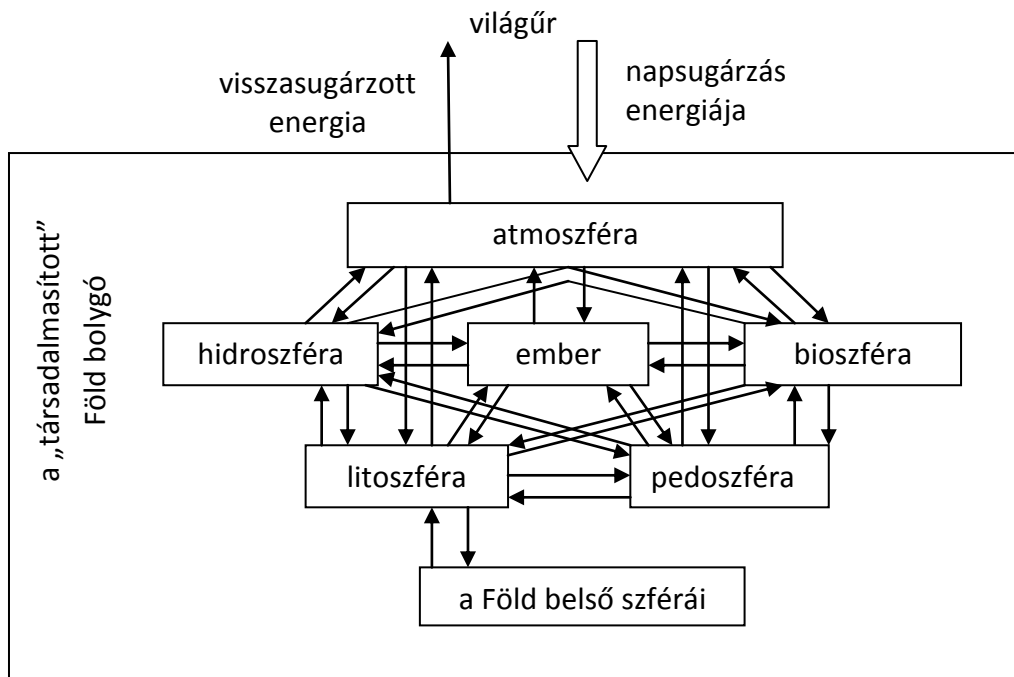 világűr
visszasugárzott
energia
napsugárzás
energiája
a „társadalmasított”
Föld bolygó
atmoszféra
hidroszféra
ember
bioszféra
litoszféra
pedoszféra
a Föld belső szférái